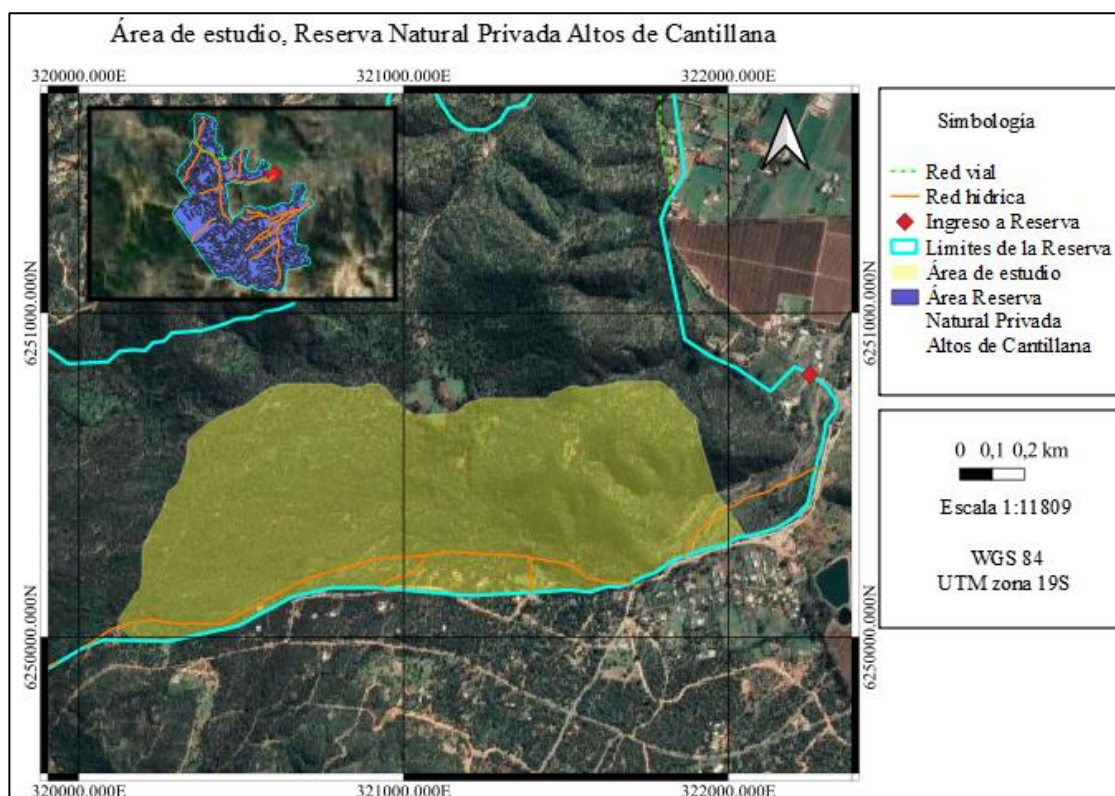 Área de estudio, Reserva Natural Privada Altos de Cantillana
320000.000E
321000.000E
322000.000E
6251000.000N
6250000.000N
6251000.000N
6250000.000N
320000.000E
321000.000E
322000.000E
Simbología
Red vial
Red hídrica
Ingreso a Reserva
Límites de la Reserva
Área de estudio
Área Reserva
Natural Privada
Altos de Cantillana
0 0,1 0,2 km
Escala 1:11809
WGS 84
UTM zona 19S